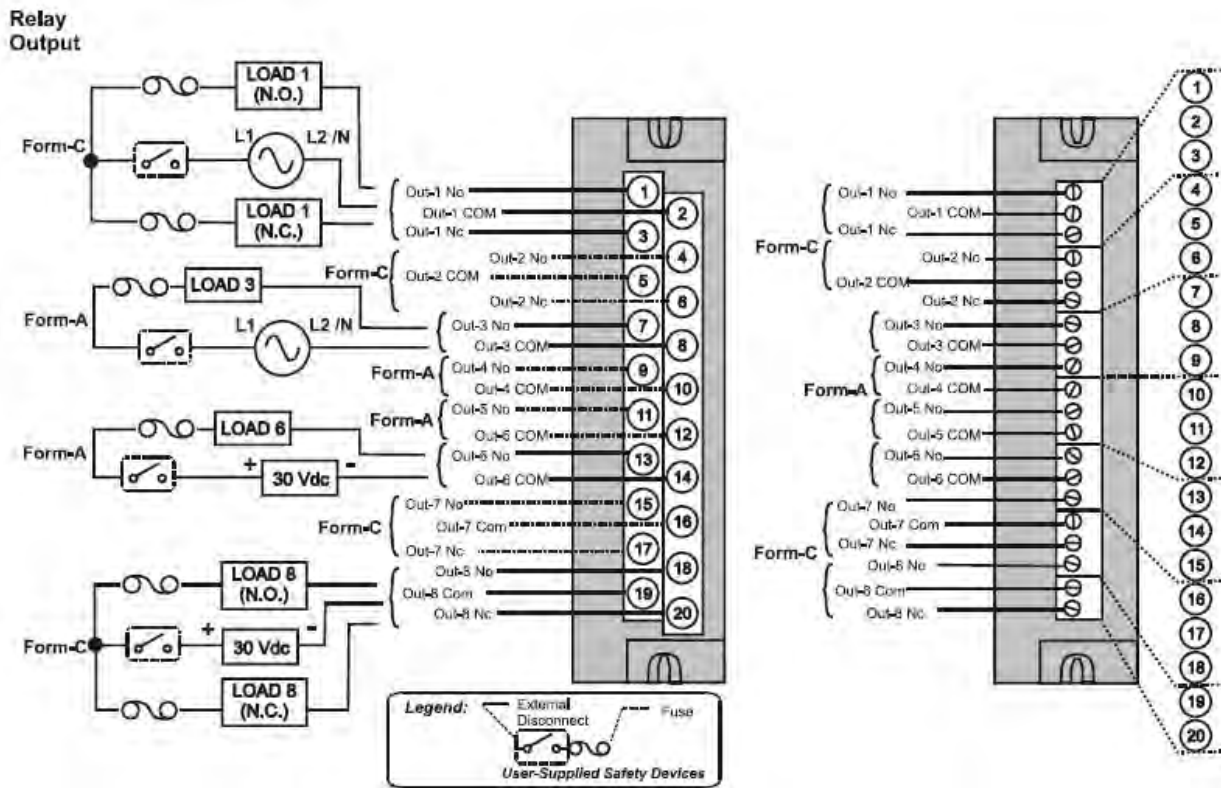 Relay
Output
LOAD 1
(N.O.)
Form-C
L1
L2 /N
LOAD 1
(N.C.)
LOAD 3
Form-A
L1
L2 /N
LOAD 6
Form-A
+
30 Vdc
-
LOAD 8
(N.O.)
Form-C
+
30 Vdc
-
LOAD 8
(N.C.)
Out-1 No
Out-1 COM
Out-1 Nc
Form-C
Out-2 No
Out-2 COM
Out-2 Nc
Out-3 No
Out-3 COM
Form-A
Out-4 No
Out-4 COM
Form-A
Out-5 No
Out-5 COM
Out-6 No
Out-6 COM
Form-C
Out-7 No
Out-7 Com
Out-7 Nc
Out-8 No
Out-8 Com
Out-8 Nc
1
2
3
4
5
6
7
8
9
10
11
12
13
14
15
16
17
18
19
20
Legend:
External
Disconnect
Fuse
User-Supplied Safety Devices
Out-1 No
Out-1 COM
Out-1 Nc
Form-C
Out-2 No
Out-2 COM
Out-2 Nc
Out-3 No
Out-3 COM
Out-4 No
Form-A
Out-4 COM
Out-5 No
Out-5 COM
Out-6 No
Out-6 COM
Out-7 No
Out-7 Com
Form-C
Out-7 Nc
Out-8 No
Out-8 Com
Out-8 Nc
1
2
3
4
5
6
7
8
9
10
11
12
13
14
15
16
17
18
19
20